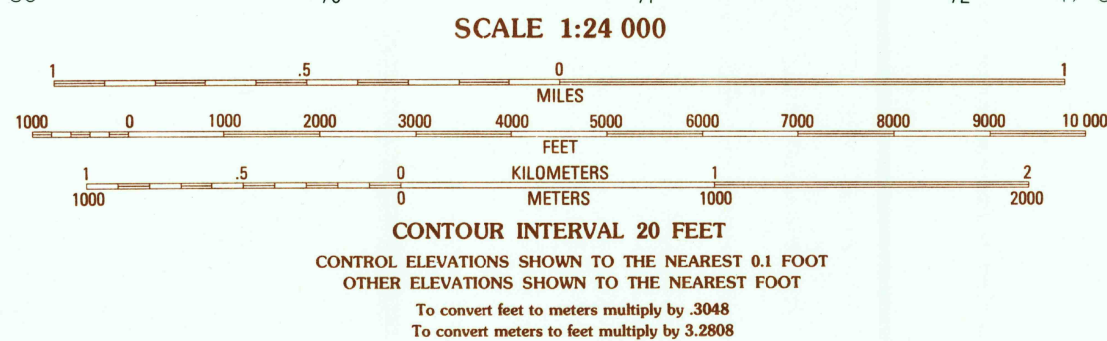 SCALE 1:24 000
1 .5 0 1
MILES
1000 0 1000 2000 3000 4000 5000 6000 7000 8000 9000 10 000
FEET
1 .5 0 KILOMETERS 1 2
1000 0 METERS 1000 2000
CONTOUR INTERVAL 20 FEET
CONTROL ELEVATIONS SHOWN TO THE NEAREST 0.1 FOOT
OTHER ELEVATIONS SHOWN TO THE NEAREST FOOT
To convert feet to meters multiply by .3048
To convert meters to feet multiply by 3.2808